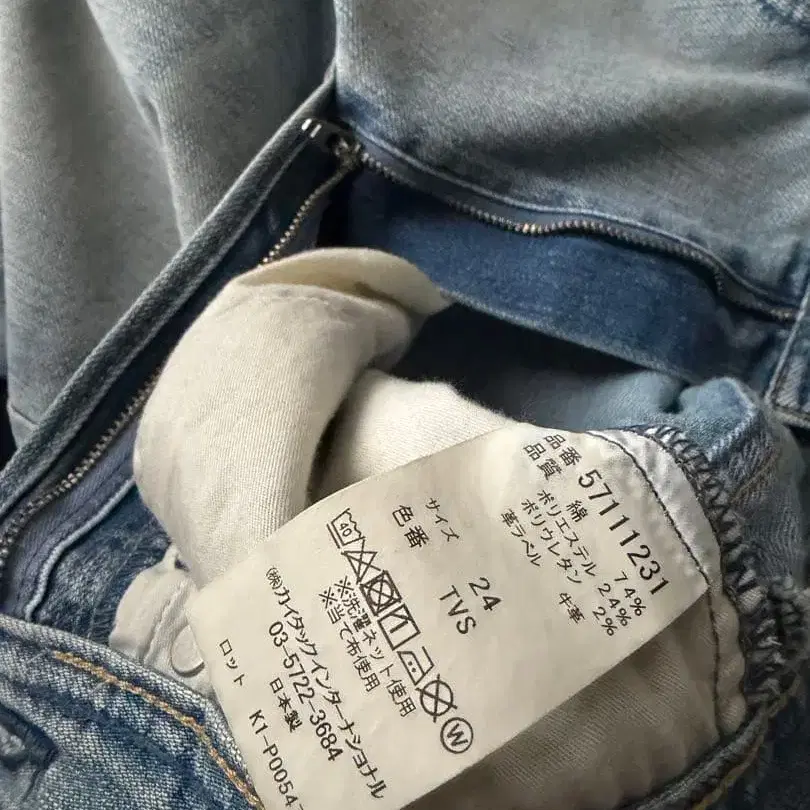 品番 57111231
品質 綿 74%
ポリエステル 24%
ポリウレタン 2%
革ラベル 牛革
サイズ 24
色番 TVS
40
※洗濯ネット使用
※当て布使用
(株)カイタックインターナショナル
03-5722-3684
日本製
ロット K1-P0054-
W